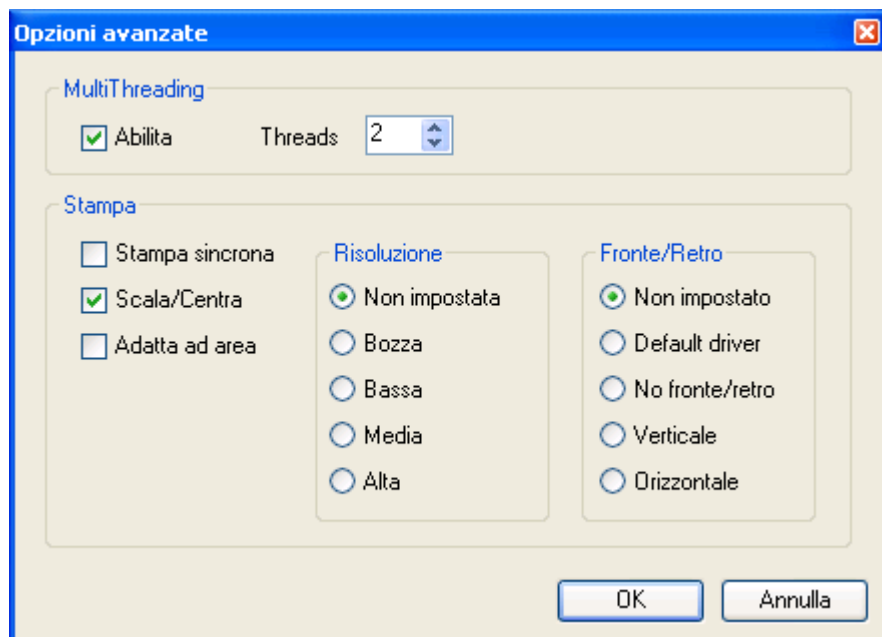 Opzioni avanzate
MultiThreading
Abilita Threads 2
Stampa
Stampa sincrona
Scala/Centra
Adatta ad area
Risoluzione
Non impostata
Bozza
Bassa
Media
Alta
Fronte/Retro
Non impostato
Default driver
No fronte/retro
Verticale
Orizzontale
OK Annulla